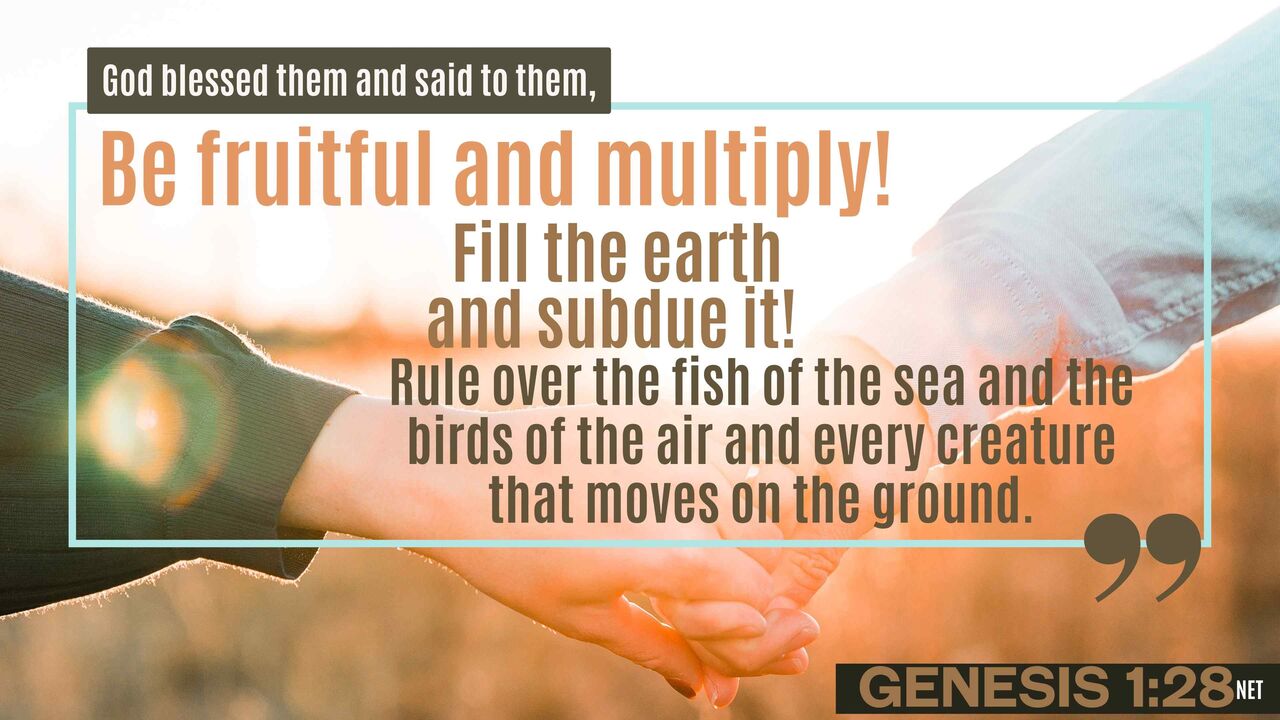 God blessed them and said to them,
Be fruitful and multiply!
Fill the earth
and subdue it!
Rule over the fish of the sea and the
birds of the air and every creature
that moves on the ground.
”
GENESIS 1:28 NET